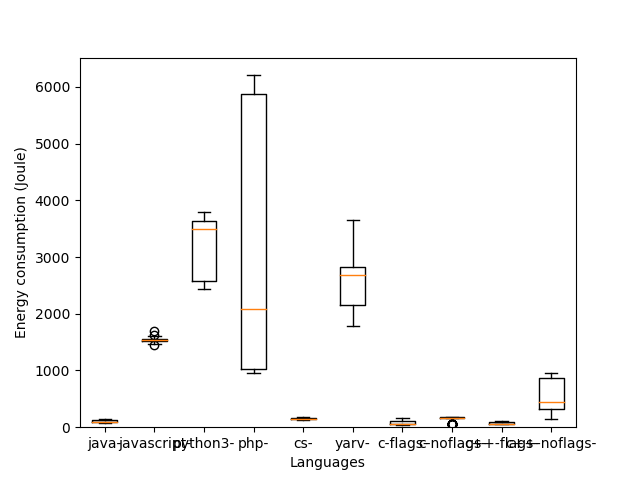 6000
5000
4000
3000
2000
1000
0
Energy consumption (Joule)
java- javascript- python3- php- cs- yarv- c-flags- c-noflags- c++-flags- c++-noflags-
Languages